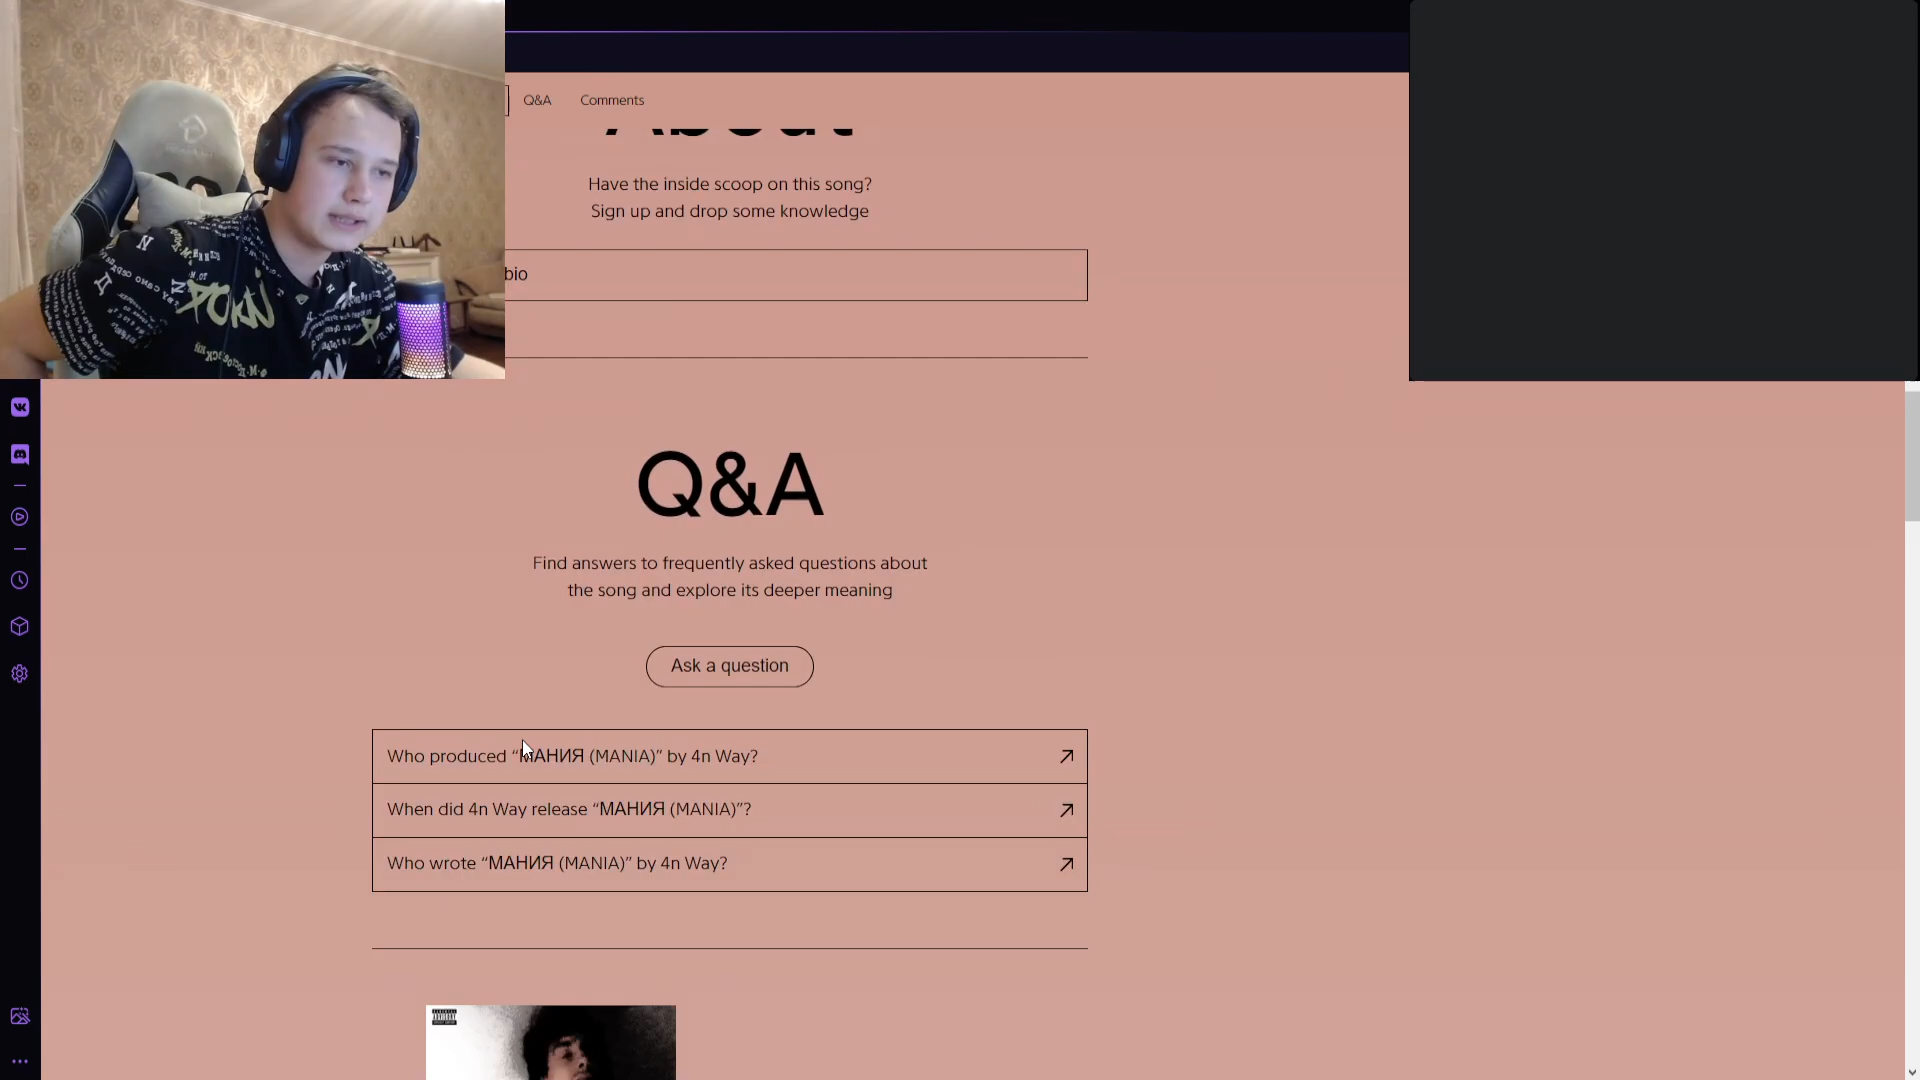 Q&A
Comments
About
Have the inside scoop on this song?
Sign up and drop some knowledge
bio
Q&A
Find answers to frequently asked questions about
the song and explore its deeper meaning
Ask a question
Who produced “МАНИЯ (MANIA)” by 4n Way?
When did 4n Way release “МАНИЯ (MANIA)”?
Who wrote “МАНИЯ (MANIA)” by 4n Way?